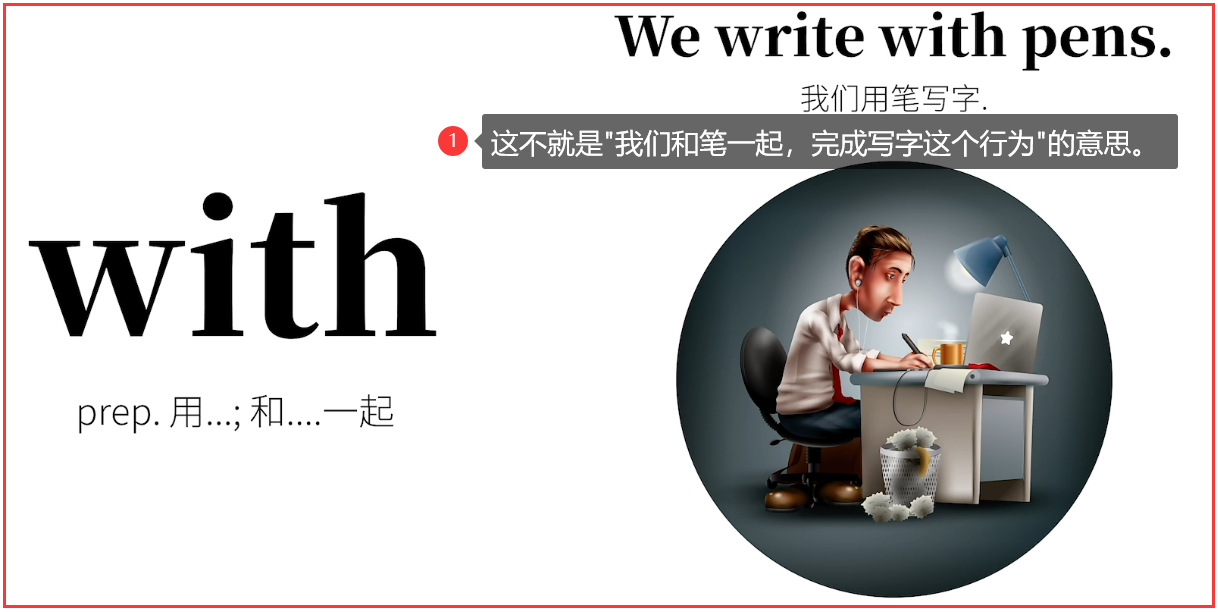 We write with pens.
我们用笔写字.
1 这不就是"我们和笔一起，完成写字这个行为"的意思。
with
prep. 用...; 和....一起